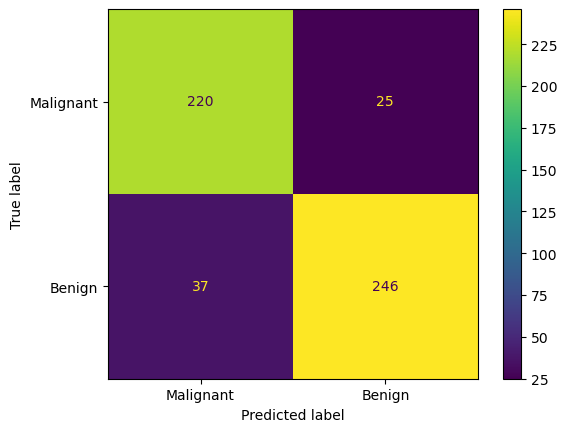 Malignant
220
25
Benign
37
246
Malignant
Benign
True label
Predicted label
225
200
175
150
125
100
75
50
25